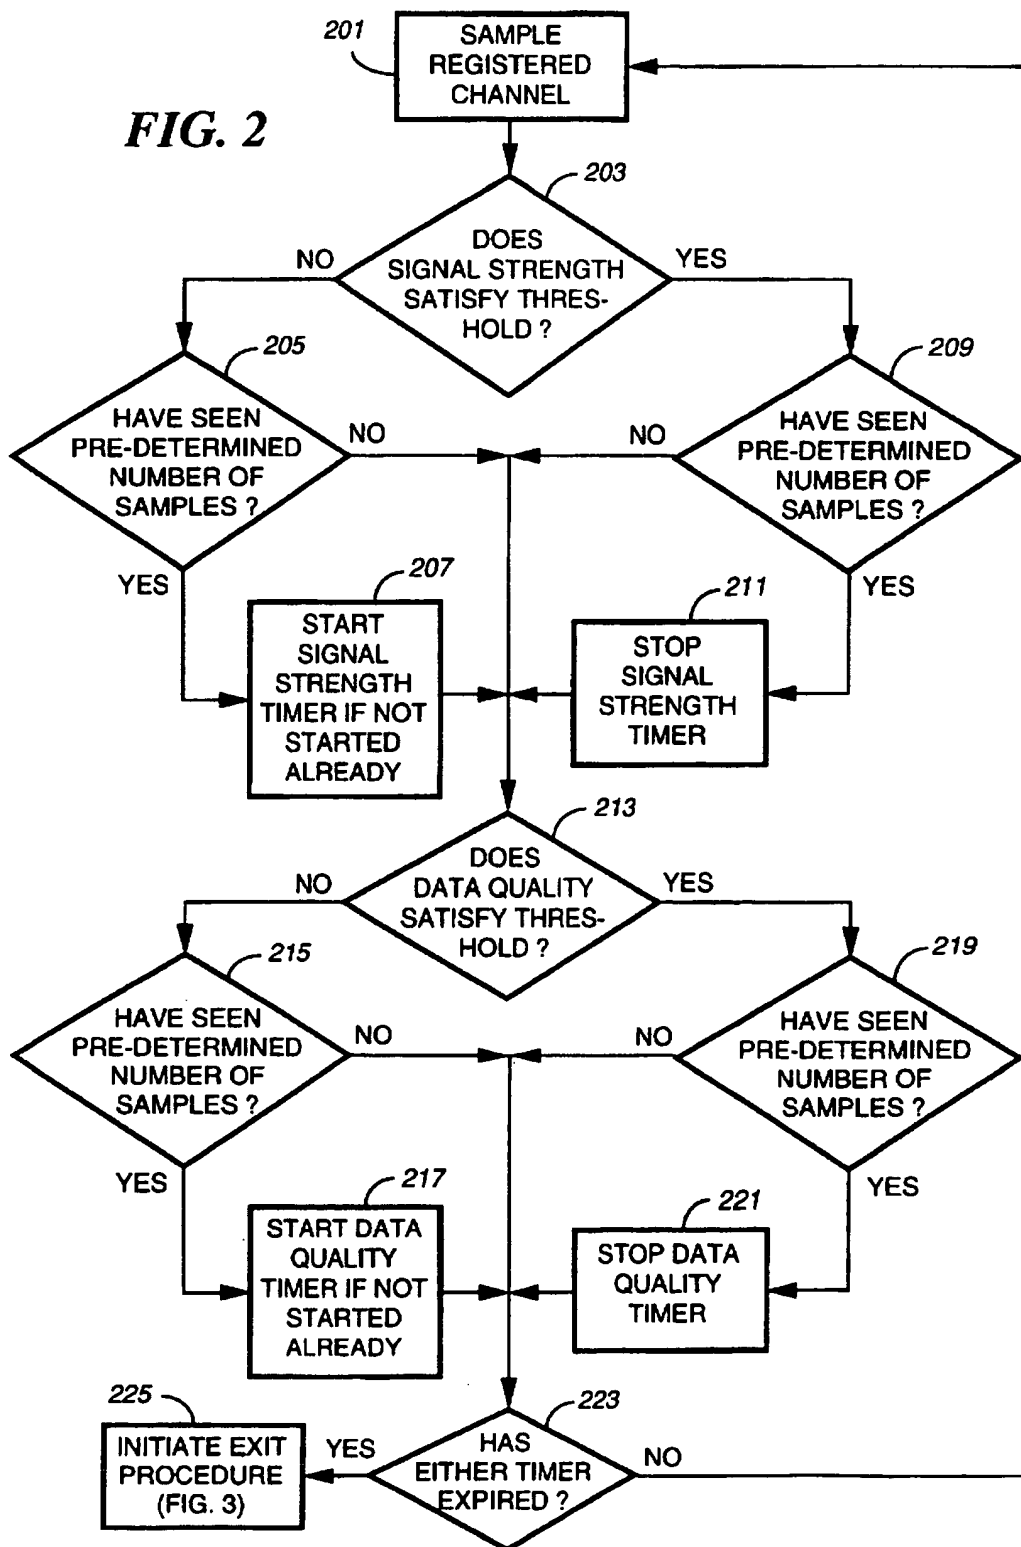 201
SAMPLE
REGISTERED
CHANNEL
FIG. 2
203
DOES
SIGNAL STRENGTH
SATISFY THRES-
HOLD ?
NO
YES
205
HAVE SEEN
PRE-DETERMINED
NUMBER OF
SAMPLES ?
NO
YES
209
HAVE SEEN
PRE-DETERMINED
NUMBER OF
SAMPLES ?
NO
YES
207
START
SIGNAL
STRENGTH
TIMER IF NOT
STARTED
ALREADY
211
STOP
SIGNAL
STRENGTH
TIMER
213
DOES
DATA QUALITY
SATISFY THRES-
HOLD ?
NO
YES
215
HAVE SEEN
PRE-DETERMINED
NUMBER OF
SAMPLES ?
NO
YES
219
HAVE SEEN
PRE-DETERMINED
NUMBER OF
SAMPLES ?
NO
YES
217
START DATA
QUALITY
TIMER IF NOT
STARTED
ALREADY
221
STOP DATA
QUALITY
TIMER
223
HAS
EITHER TIMER
EXPIRED ?
YES
NO
225
INITIATE EXIT
PROCEDURE
(FIG. 3)